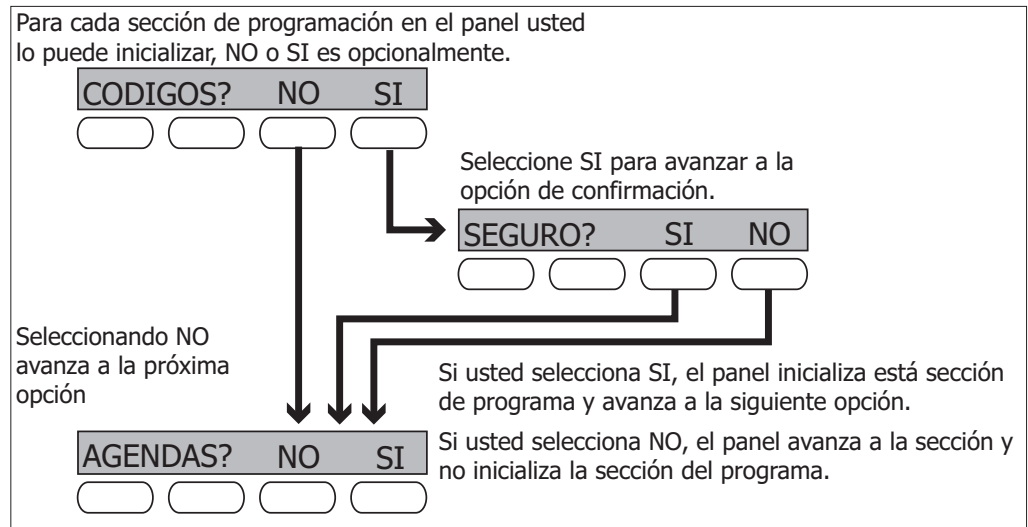 Para cada sección de programación en el panel usted
lo puede inicializar, NO o SI es opcionalmente.
CODIGOS? NO SI
Seleccione SI para avanzar a la
opción de confirmación.
SEGURO? SI NO
Seleccionando NO
avanza a la próxima
opción
Si usted selecciona SI, el panel inicializa está sección
de programa y avanza a la siguiente opción.
Si usted selecciona NO, el panel avanza a la sección y
no inicializa la sección del programa.
AGENDAS? NO SI